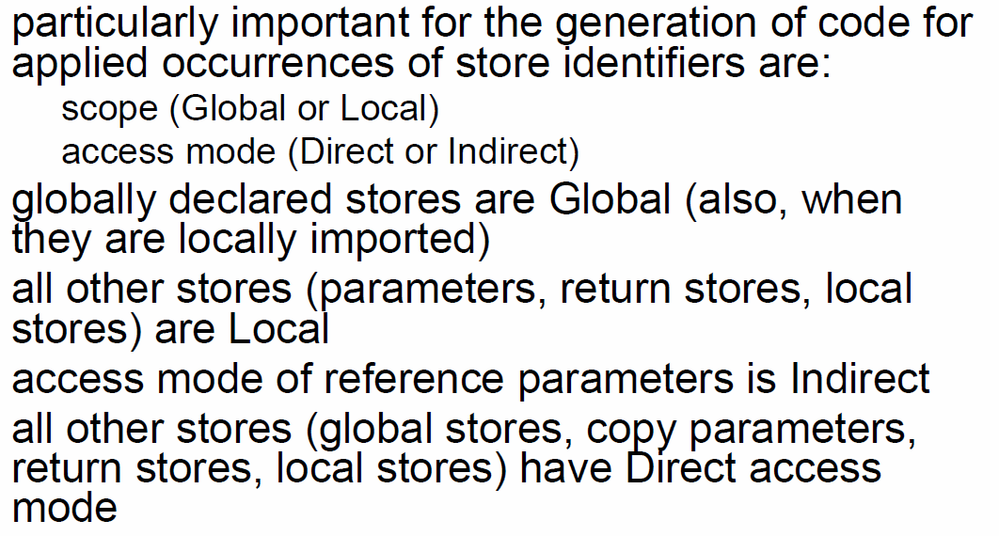 particularly important for the generation of code for
applied occurrences of store identifiers are:
scope (Global or Local)
access mode (Direct or Indirect)
globally declared stores are Global (also, when
they are locally imported)
all other stores (parameters, return stores, local
stores) are Local
access mode of reference parameters is Indirect
all other stores (global stores, copy parameters,
return stores, local stores) have Direct access
mode